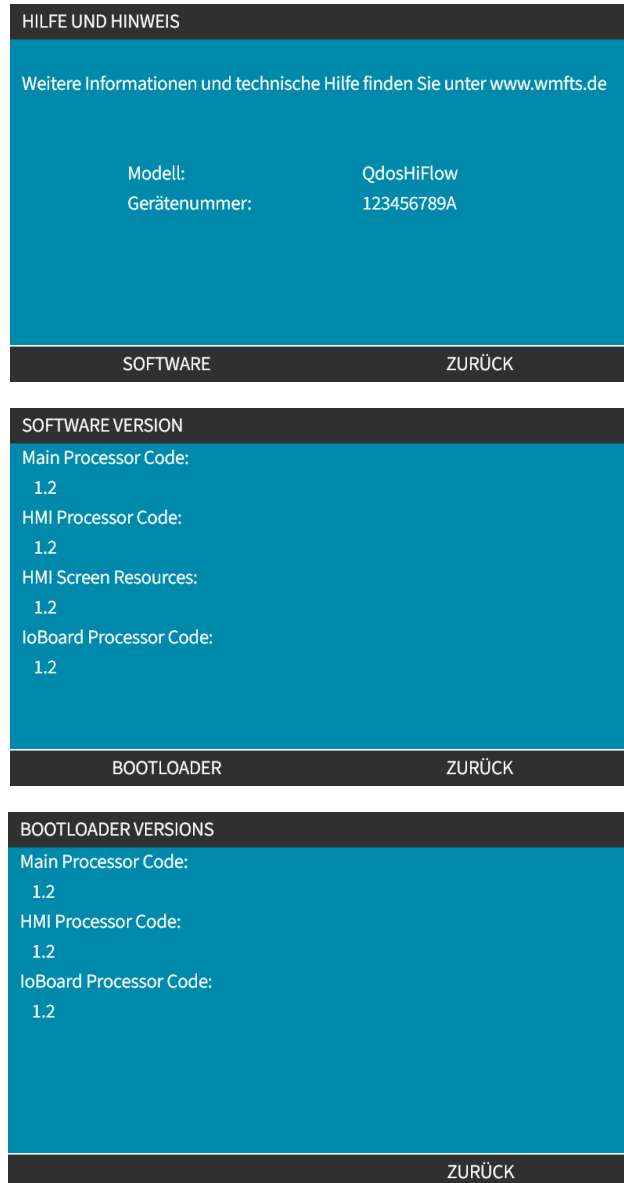 HILFE UND HINWEIS
Weitere Informationen und technische Hilfe finden Sie unter www.wmfts.de
Modell: QdosHiFlow
Gerätenummer: 123456789A
SOFTWARE ZURÜCK
SOFTWARE VERSION
Main Processor Code:
1.2
HMI Processor Code:
1.2
HMI Screen Resources:
1.2
IoBoard Processor Code:
1.2
BOOTLOADER ZURÜCK
BOOTLOADER VERSIONS
Main Processor Code:
1.2
HMI Processor Code:
1.2
IoBoard Processor Code:
1.2
ZURÜCK